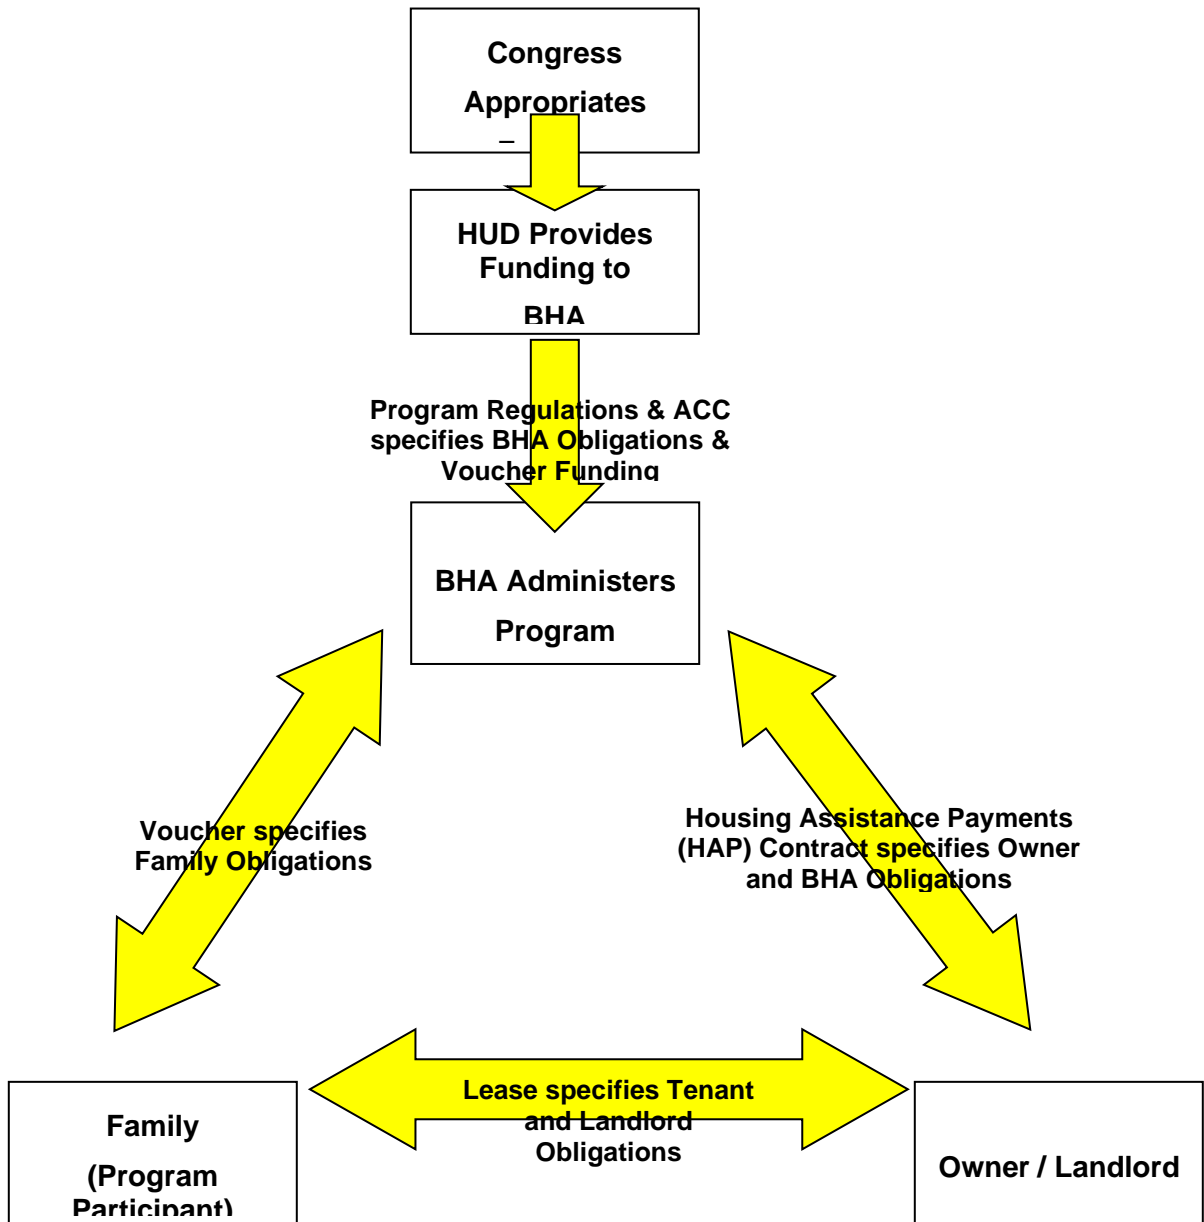 Congress
Appropriates
HUD Provides
Funding to
BHA
Program Regulations & ACC
specifies BHA Obligations &
Voucher Funding
BHA Administers
Program
Voucher specifies
Family Obligations
Housing Assistance Payments
(HAP) Contract specifies Owner
and BHA Obligations
Lease specifies Tenant
and Landlord
Obligations
Family
(Program
Participant)
Owner / Landlord